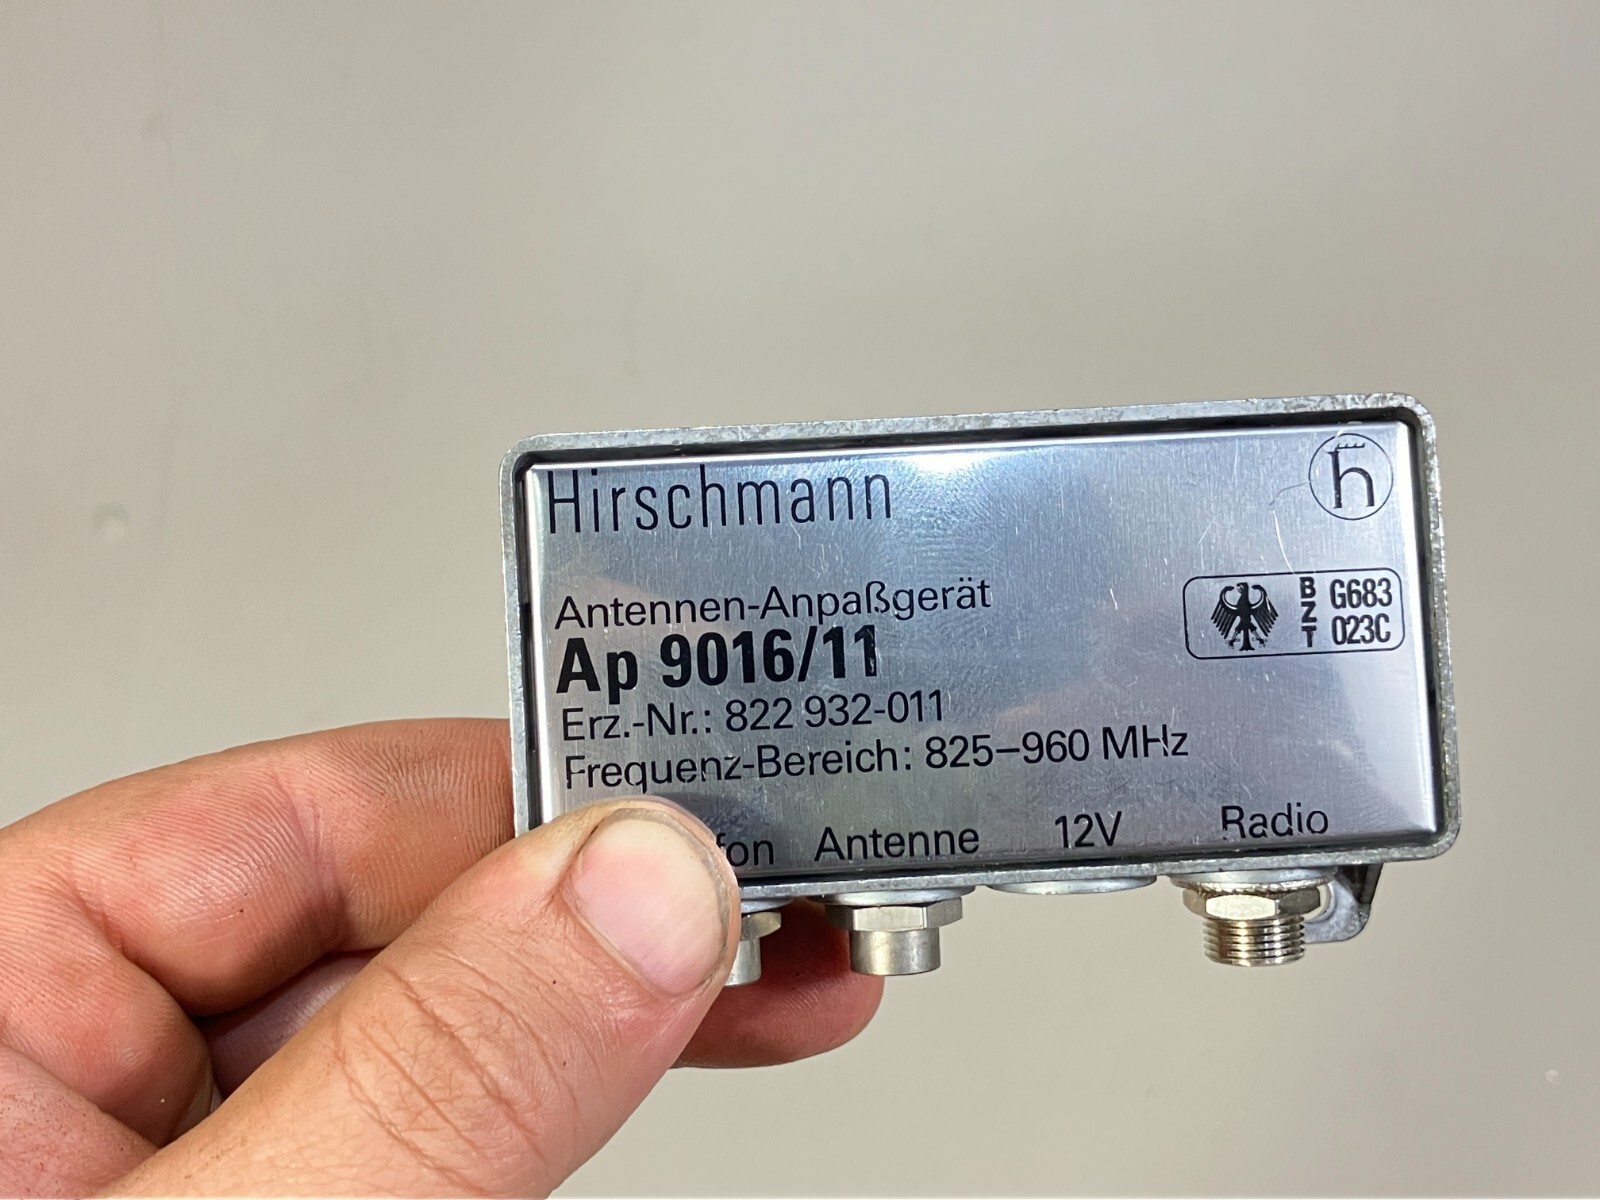 Hirschmann
h
Antennen-Anpaßgerät
Ap 9016/11
BZT G683 023C
Erz.-Nr.: 822 932-011
Frequenz-Bereich: 825–960 MHz
Antenne 12V Radio